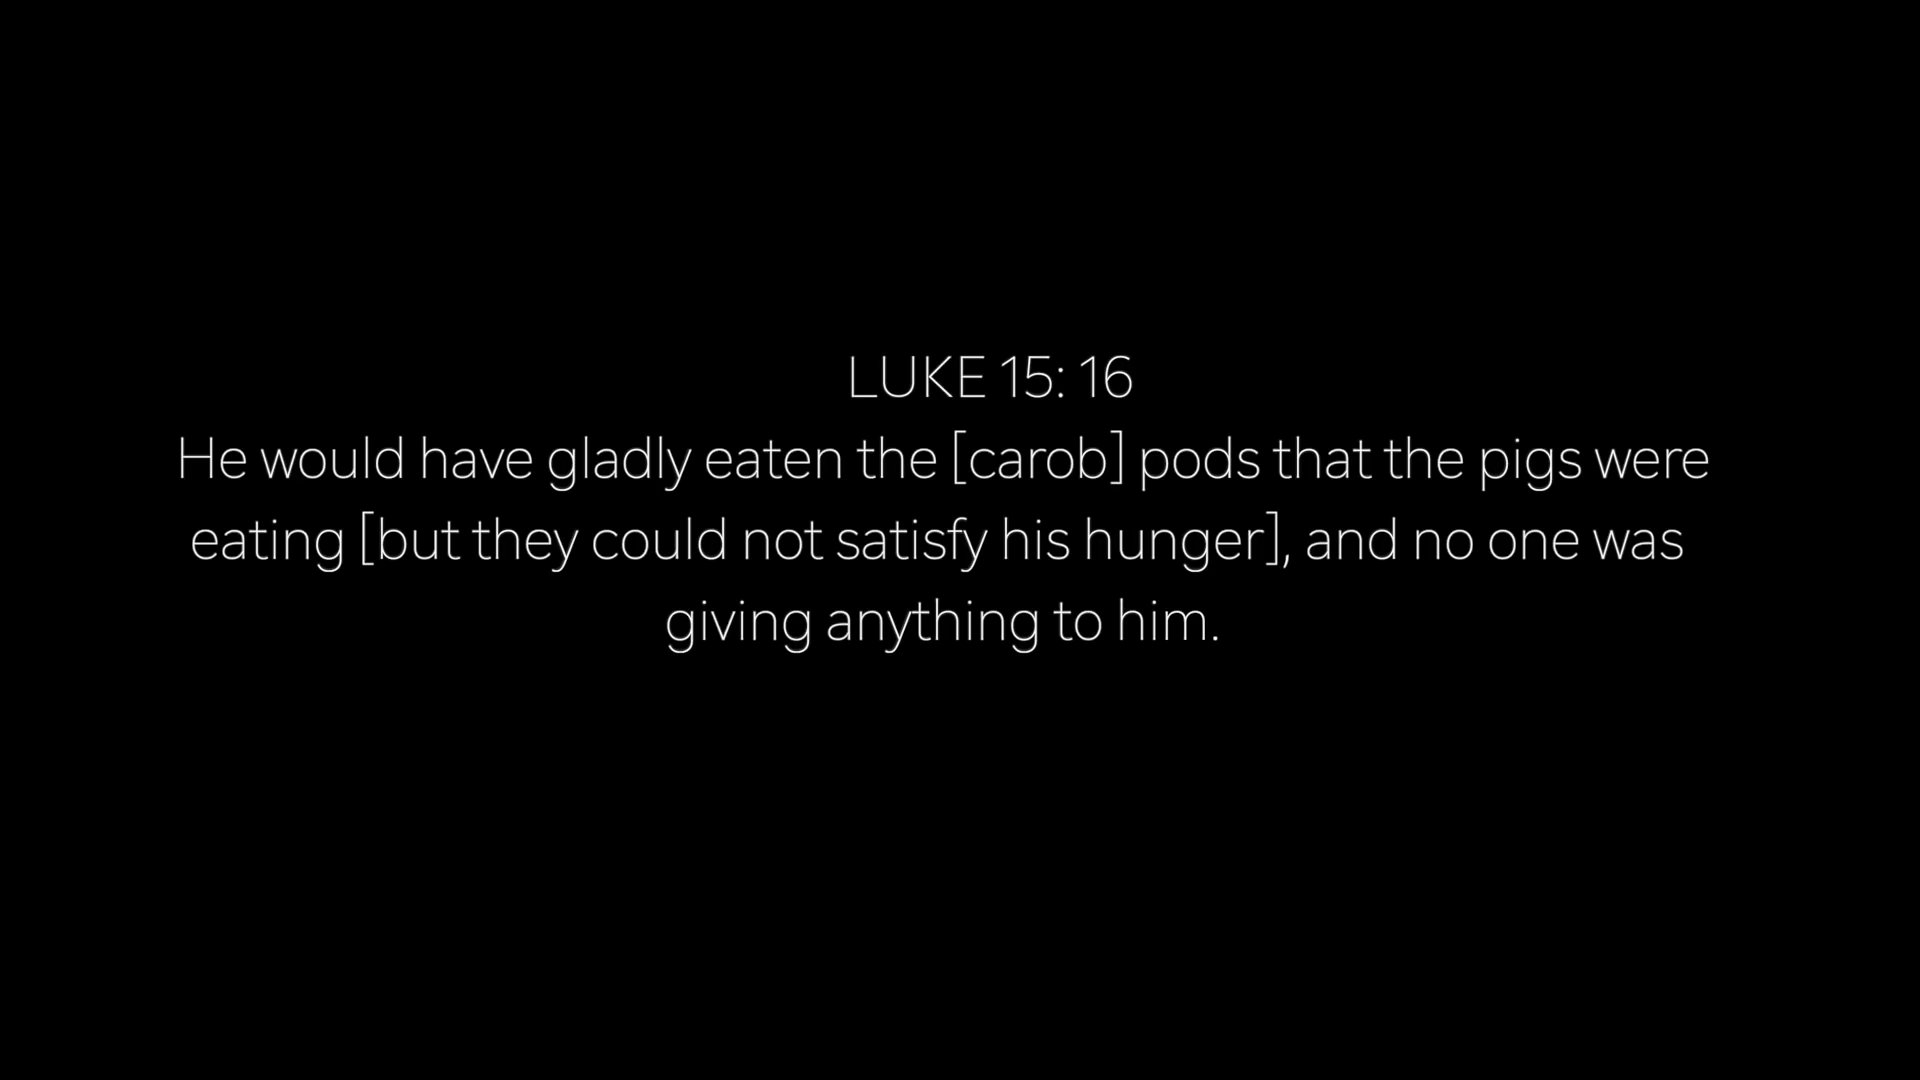 LUKE 15: 16
He would have gladly eaten the [carob] pods that the pigs were
eating [but they could not satisfy his hunger], and no one was
giving anything to him.